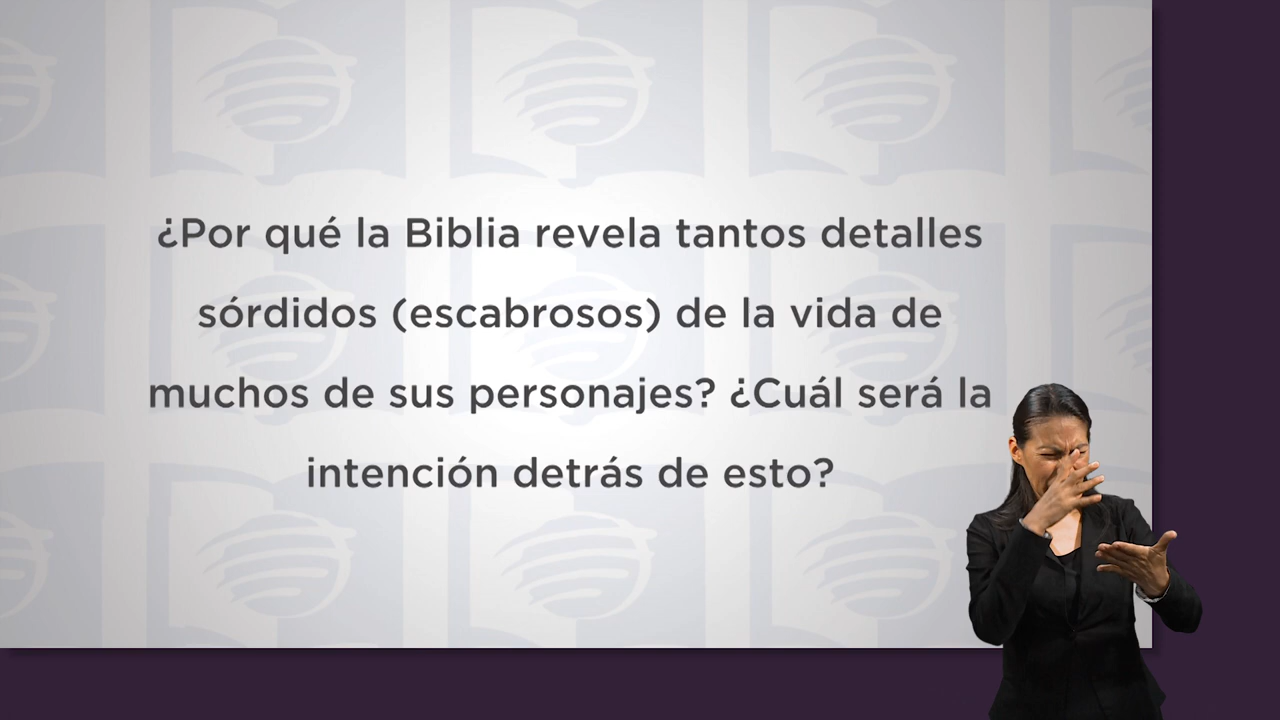 ¿Por qué la Biblia revela tantos detalles
sórdidos (escabrosos) de la vida de
muchos de sus personajes? ¿Cuál será la
intención detrás de esto?